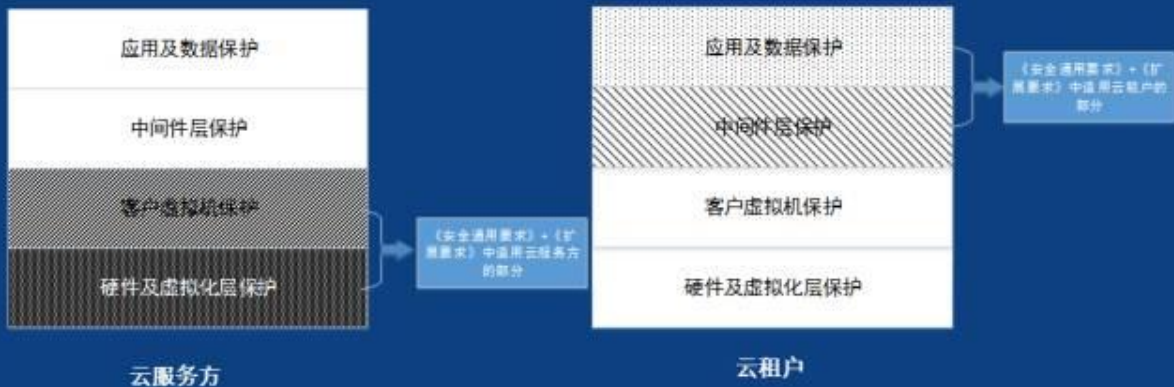 应用及数据保护
中间件层保护
客户虚拟机保护
硬件及虚拟化层保护
《安全通用要求》+《扩
展要求》中适用云服务方
的部分
云服务方
应用及数据保护
中间件层保护
客户虚拟机保护
硬件及虚拟化层保护
《安全通用要求》+《扩
展要求》中适用云租户的
部分
云租户